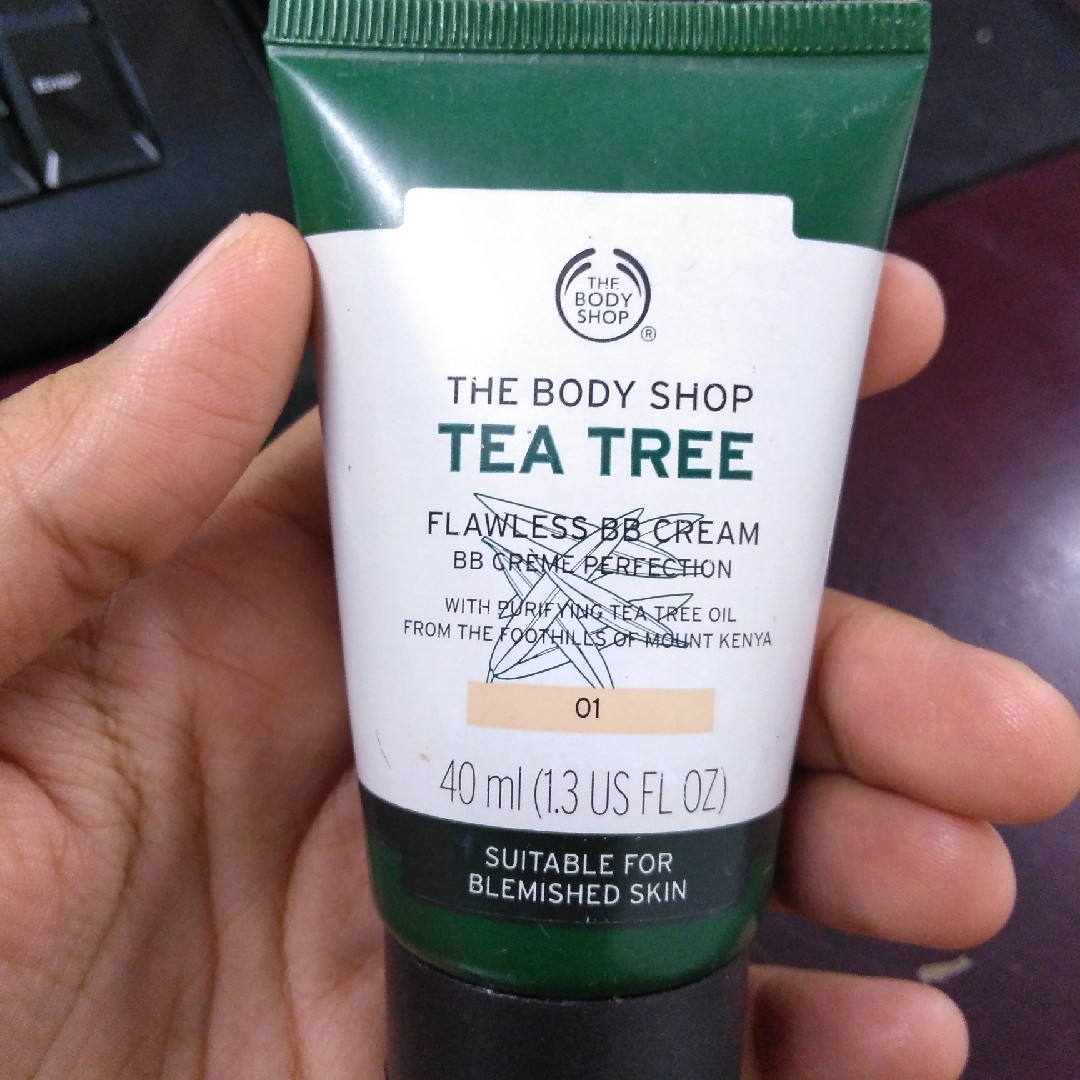 Enter
THE
BODY
SHOP
®
THE BODY SHOP
TEA TREE
FLAWLESS BB CREAM
BB CRÈME PERFECTION
WITH PURIFYING TEA TREE OIL
FROM THE FOOTHILLS OF MOUNT KENYA
01
40 ml (1.3 US FL OZ)
SUITABLE FOR
BLEMISHED SKIN